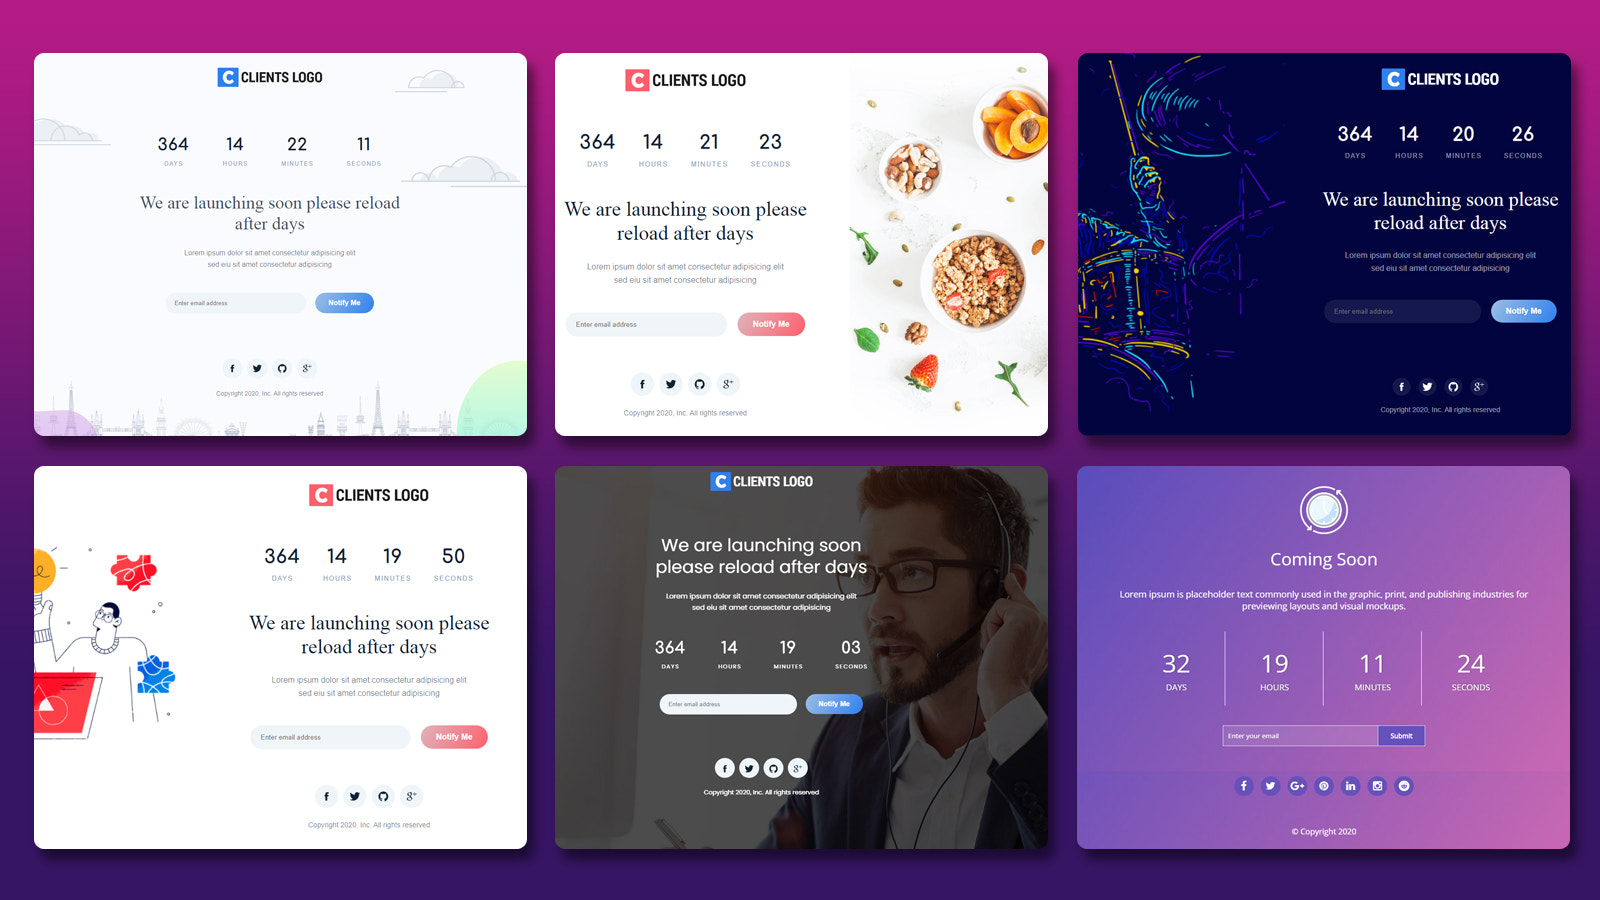 C CLIENTS LOGO
364 14 22 11
DAYS HOURS MINUTES SECONDS
We are launching soon please reload
after days
Lorem ipsum dolor sit amet consectetur adipisicing elit
sed eiu sit amet consectetur adipisicing
Enter email address Notify Me
f g+
Copyright 2020, Inc. All rights reserved
C CLIENTS LOGO
364 14 21 23
DAYS HOURS MINUTES SECONDS
We are launching soon please
reload after days
Lorem ipsum dolor sit amet consectetur adipisicing elit
sed eiu sit amet consectetur adipisicing
Enter email address Notify Me
f g+
Copyright 2020, Inc. All rights reserved
C CLIENTS LOGO
364 14 20 26
DAYS HOURS MINUTES SECONDS
We are launching soon please
reload after days
Lorem ipsum dolor sit amet consectetur adipisicing elit
sed eiu sit amet consectetur adipisicing
Enter email address Notify Me
f g+
Copyright 2020, Inc. All rights reserved
C CLIENTS LOGO
364 14 19 50
DAYS HOURS MINUTES SECONDS
We are launching soon please
reload after days
Lorem ipsum dolor sit amet consectetur adipisicing elit
sed eiu sit amet consectetur adipisicing
Enter email address Notify Me
f g+
Copyright 2020, Inc. All rights reserved
C CLIENTS LOGO
We are launching soon
please reload after days
Lorem ipsum dolor sit amet consectetur adipisicing elit
sed eiu sit amet consectetur adipisicing
364 14 19 03
DAYS HOURS MINUTES SECONDS
Enter email address Notify Me
f g+
Copyright 2020, Inc. All rights reserved
Coming Soon
Lorem ipsum is placeholder text commonly used in the graphic, print, and publishing industries for
previewing layouts and visual mockups.
32 19 11 24
DAYS HOURS MINUTES SECONDS
Enter your email Submit
f G+ in
© Copyright 2020